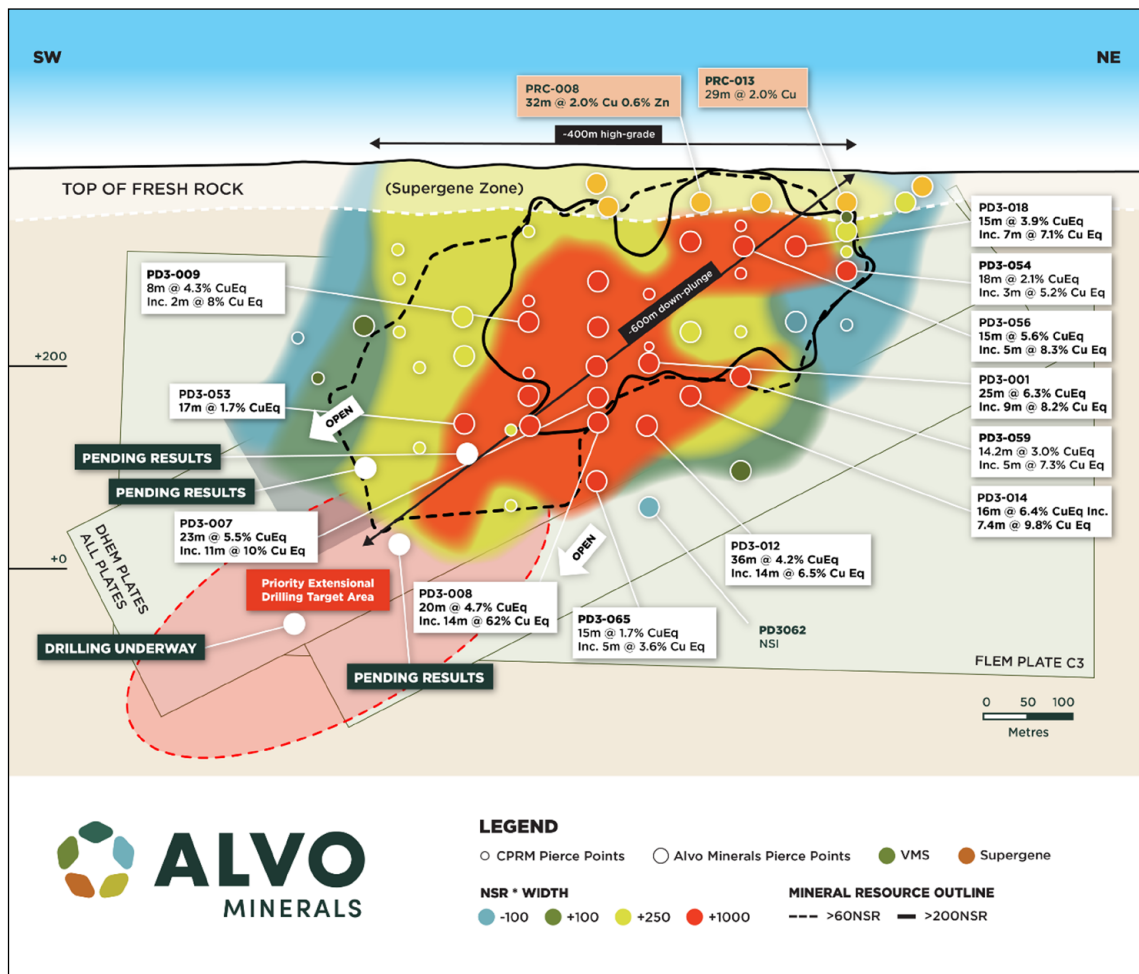 SW
NE
PRC-008
32m @ 2.0% Cu 0.6% Zn
PRC-013
29m @ 2.0% Cu
~400m high-grade
TOP OF FRESH ROCK
(Supergene Zone)
PD3-018
15m @ 3.9% CuEq
Inc. 7m @ 7.1% Cu Eq
PD3-054
18m @ 2.1% CuEq
Inc. 3m @ 5.2% Cu Eq
PD3-056
15m @ 5.6% CuEq
Inc. 5m @ 8.3% Cu Eq
PD3-001
25m @ 6.3% CuEq
Inc. 9m @ 8.2% Cu Eq
PD3-059
14.2m @ 3.0% CuEq
Inc. 5m @ 7.3% Cu Eq
PD3-014
16m @ 6.4% CuEq Inc.
7.4m @ 9.8% Cu Eq
PD3-009
8m @ 4.3% CuEq
Inc. 2m @ 8% Cu Eq
~600m down-plunge
+200
PD3-053
17m @ 1.7% CuEq
OPEN
PENDING RESULTS
PENDING RESULTS
PD3-007
23m @ 5.5% CuEq
Inc. 11m @ 10% Cu Eq
DHEM PLATES
ALL PLATES
+0
OPEN
PD3-012
36m @ 4.2% CuEq
Inc. 14m @ 6.5% Cu Eq
Priority Extensional
Drilling Target Area
PD3-008
20m @ 4.7% CuEq
Inc. 14m @ 62% Cu Eq
PD3-065
15m @ 1.7% CuEq
Inc. 5m @ 3.6% Cu Eq
PD3062
NSI
DRILLING UNDERWAY
PENDING RESULTS
FLEM PLATE C3
0 50 100
Metres
ALVO
MINERALS
LEGEND
CPRM Pierce Points
Alvo Minerals Pierce Points
VMS
Supergene
NSR * WIDTH
MINERAL RESOURCE OUTLINE
-100 +100 +250 +1000
>60NSR >200NSR